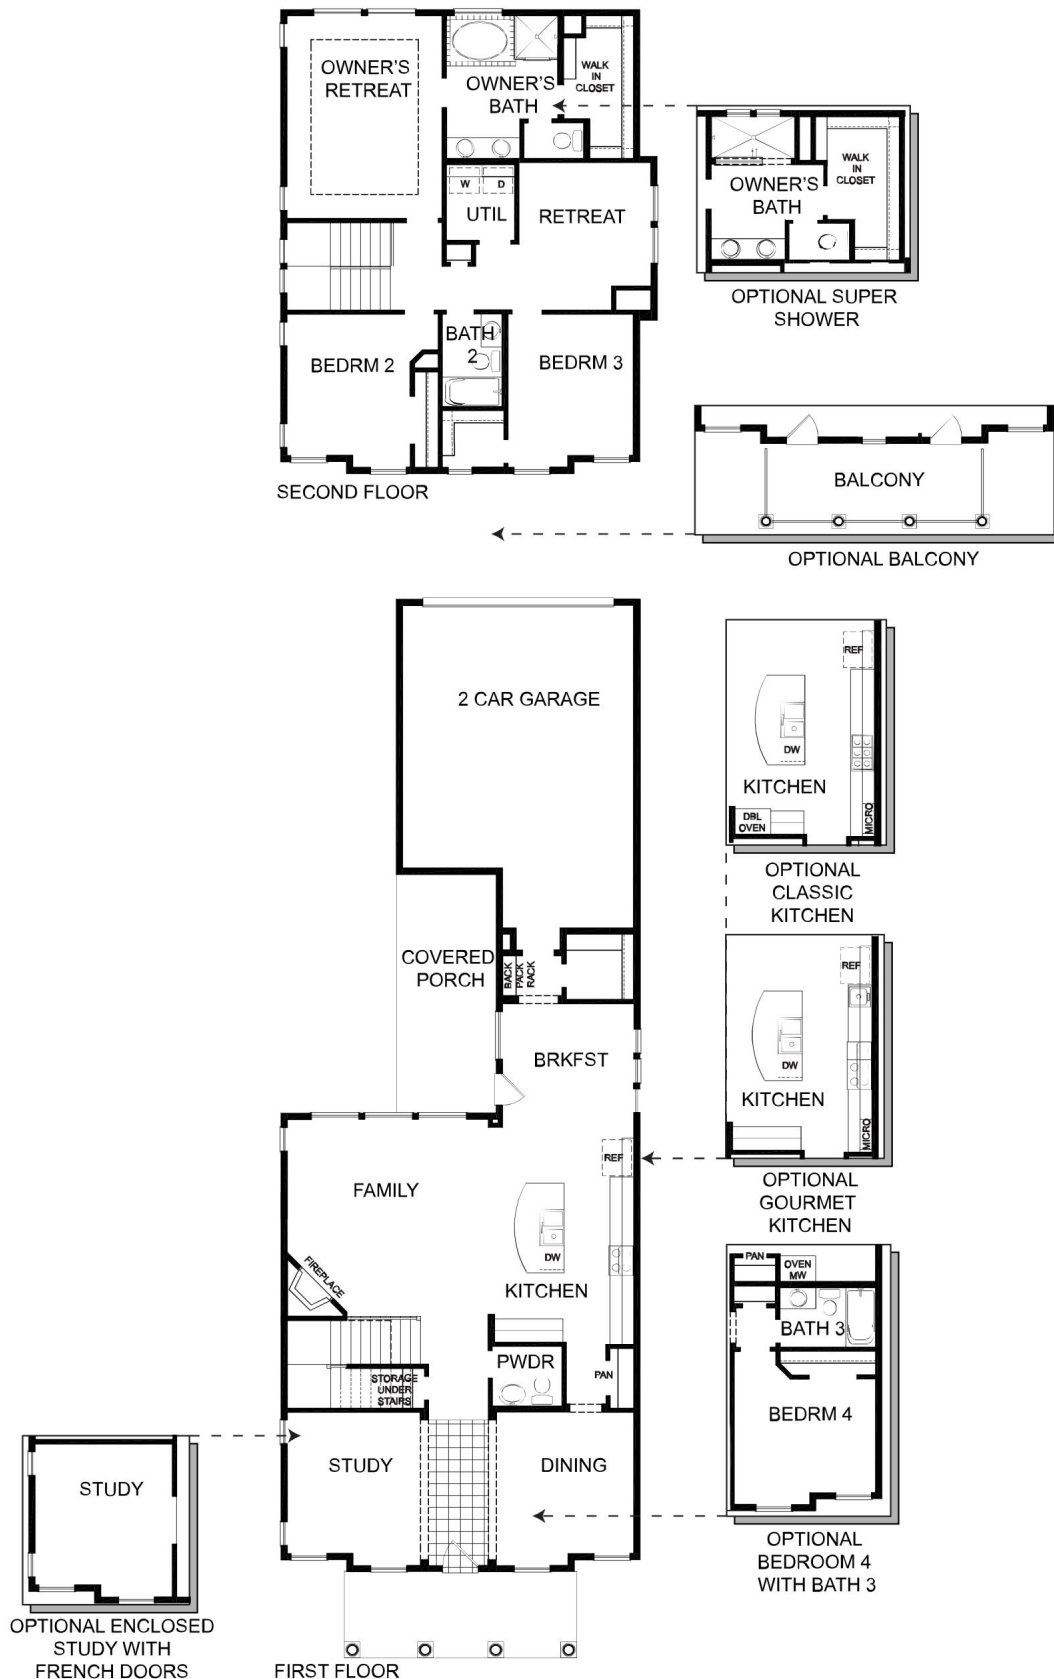 OWNER'S
RETREAT
OWNER'S
BATH
WALK
IN
CLOSET
W
D
UTIL
RETREAT
BEDRM 2
BATH
2
BEDRM 3
SECOND FLOOR
OWNER'S
BATH
WALK
IN
CLOSET
OPTIONAL SUPER
SHOWER
BALCONY
OPTIONAL BALCONY
2 CAR GARAGE
COVERED
PORCH
BACK
PACK
RACK
BRKFST
FAMILY
REF
DW
KITCHEN
FIREPLACE
STORAGE
UNDER
STAIRS
PWDR
PAN
STUDY
DINING
FIRST FLOOR
REF
DW
KITCHEN
DBL
OVEN
MICRO
OPTIONAL
CLASSIC
KITCHEN
REF
DW
KITCHEN
MICRO
OPTIONAL
GOURMET
KITCHEN
PAN
OVEN
MW
BATH 3
BEDRM 4
OPTIONAL
BEDROOM 4
WITH BATH 3
STUDY
OPTIONAL ENCLOSED
STUDY WITH
FRENCH DOORS